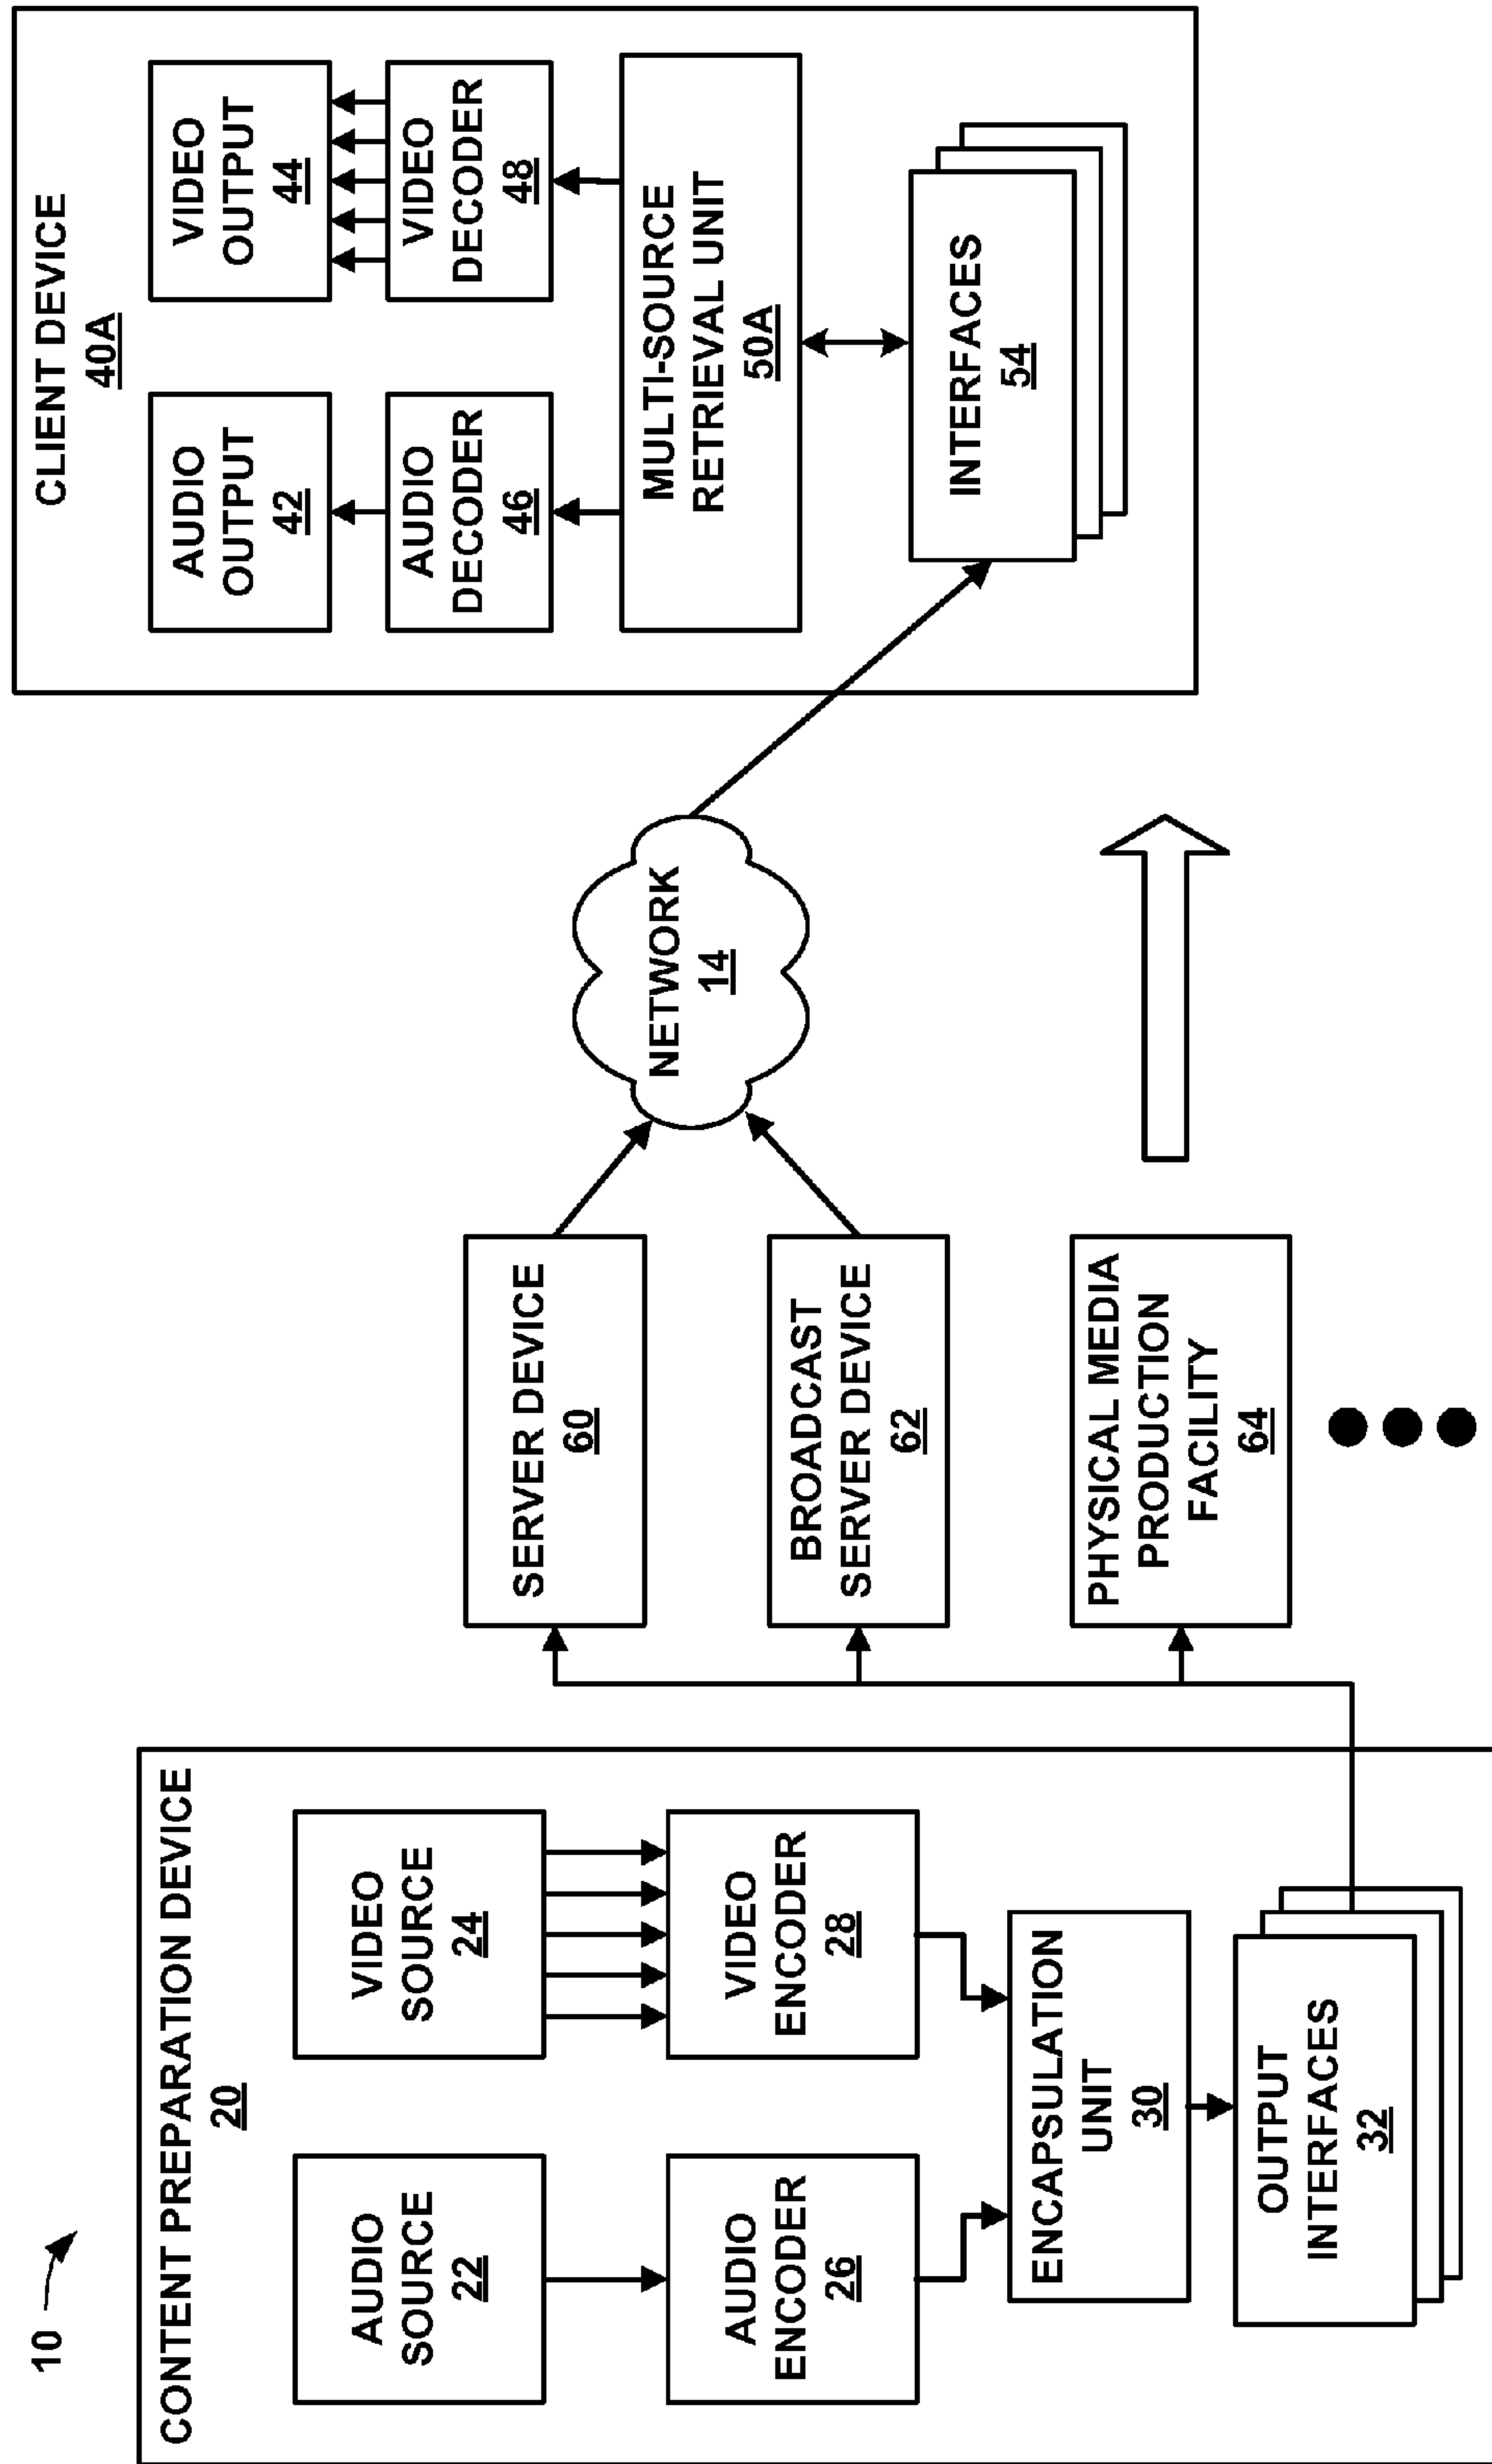 10
CONTENT PREPARATION DEVICE
20
AUDIO
SOURCE
22
VIDEO
SOURCE
24
AUDIO
ENCODER
26
VIDEO
ENCODER
28
ENCAPSULATION
UNIT
30
OUTPUT
INTERFACES
32
SERVER DEVICE
60
BROADCAST
SERVER DEVICE
62
PHYSICAL MEDIA
PRODUCTION
FACILITY
64
NETWORK
14
CLIENT DEVICE
40A
AUDIO
OUTPUT
42
VIDEO
OUTPUT
44
AUDIO
DECODER
46
VIDEO
DECODER
48
MULTI-SOURCE
RETRIEVAL UNIT
50A
INTERFACES
54